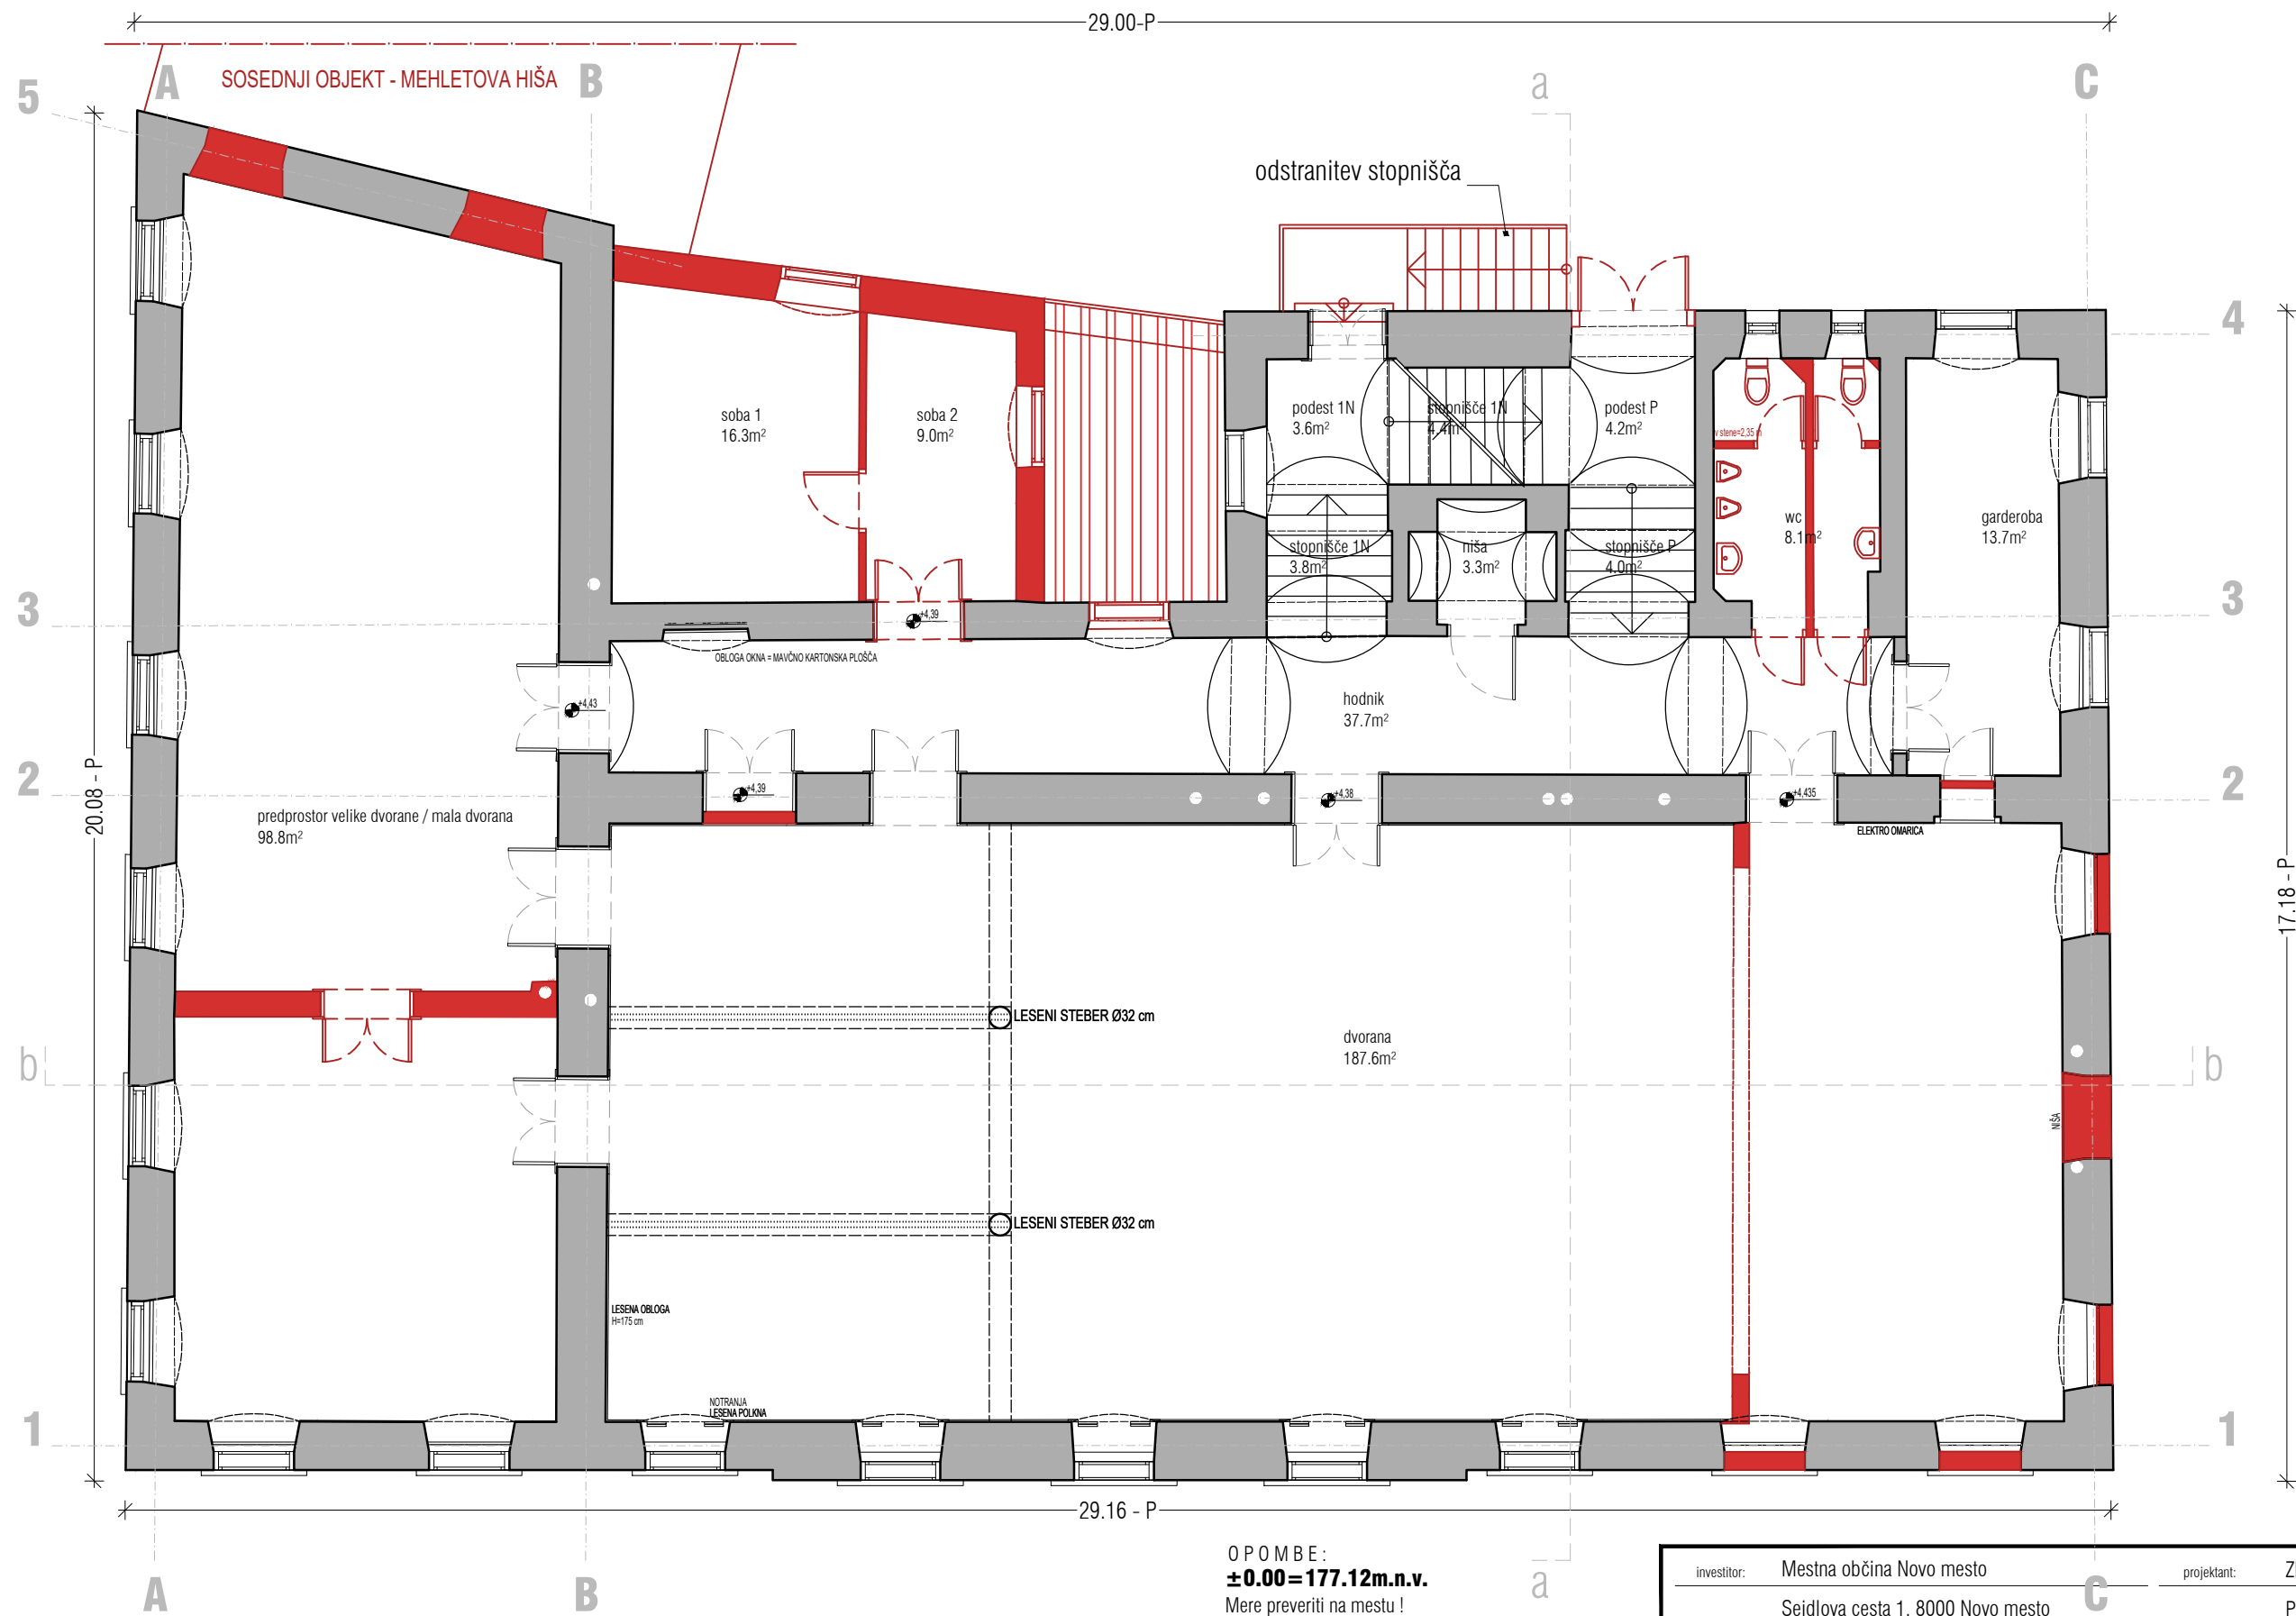 29.00-P
SOSEDNJI OBJEKT - MEHLETOVA HIŠA
A
B
a
C
5
odstranitev stopnišča
4
4
soba 1
16.3m²
soba 2
9.0m²
podest 1N
3.6m²
stopnišče 1N
4.4m²
podest P
4.2m²
v stene=2,35 m
wc
8.1m²
garderoba
13.7m²
stopnišče 1N
3.8m²
niša
3.3m²
stopnišče P
4.0m²
3
3
+4,39
OBLOGA OKNA = MAVČNO KARTONSKA PLOŠČA
+4,43
hodnik
37.7m²
2
2
+4,39
+4,38
+4,435
20.08 - P
17.18 - P
predprostor velike dvorane / mala dvorana
98.8m²
ELEKTRO OMARICA
LESENI STEBER Ø32 cm
dvorana
187.6m²
b
b
NIŠA
LESENI STEBER Ø32 cm
LESENA OBLOGA
H=175 cm
NOTRANJA
LESENA POLKNA
1
1
29.16 - P
A
B
a
C
OPOMBE:
±0.00=177.12m.n.v.
Mere preveriti na mestu !
investitor: Mestna občina Novo mesto
projektant:
Seidlova cesta 1, 8000 Novo mesto